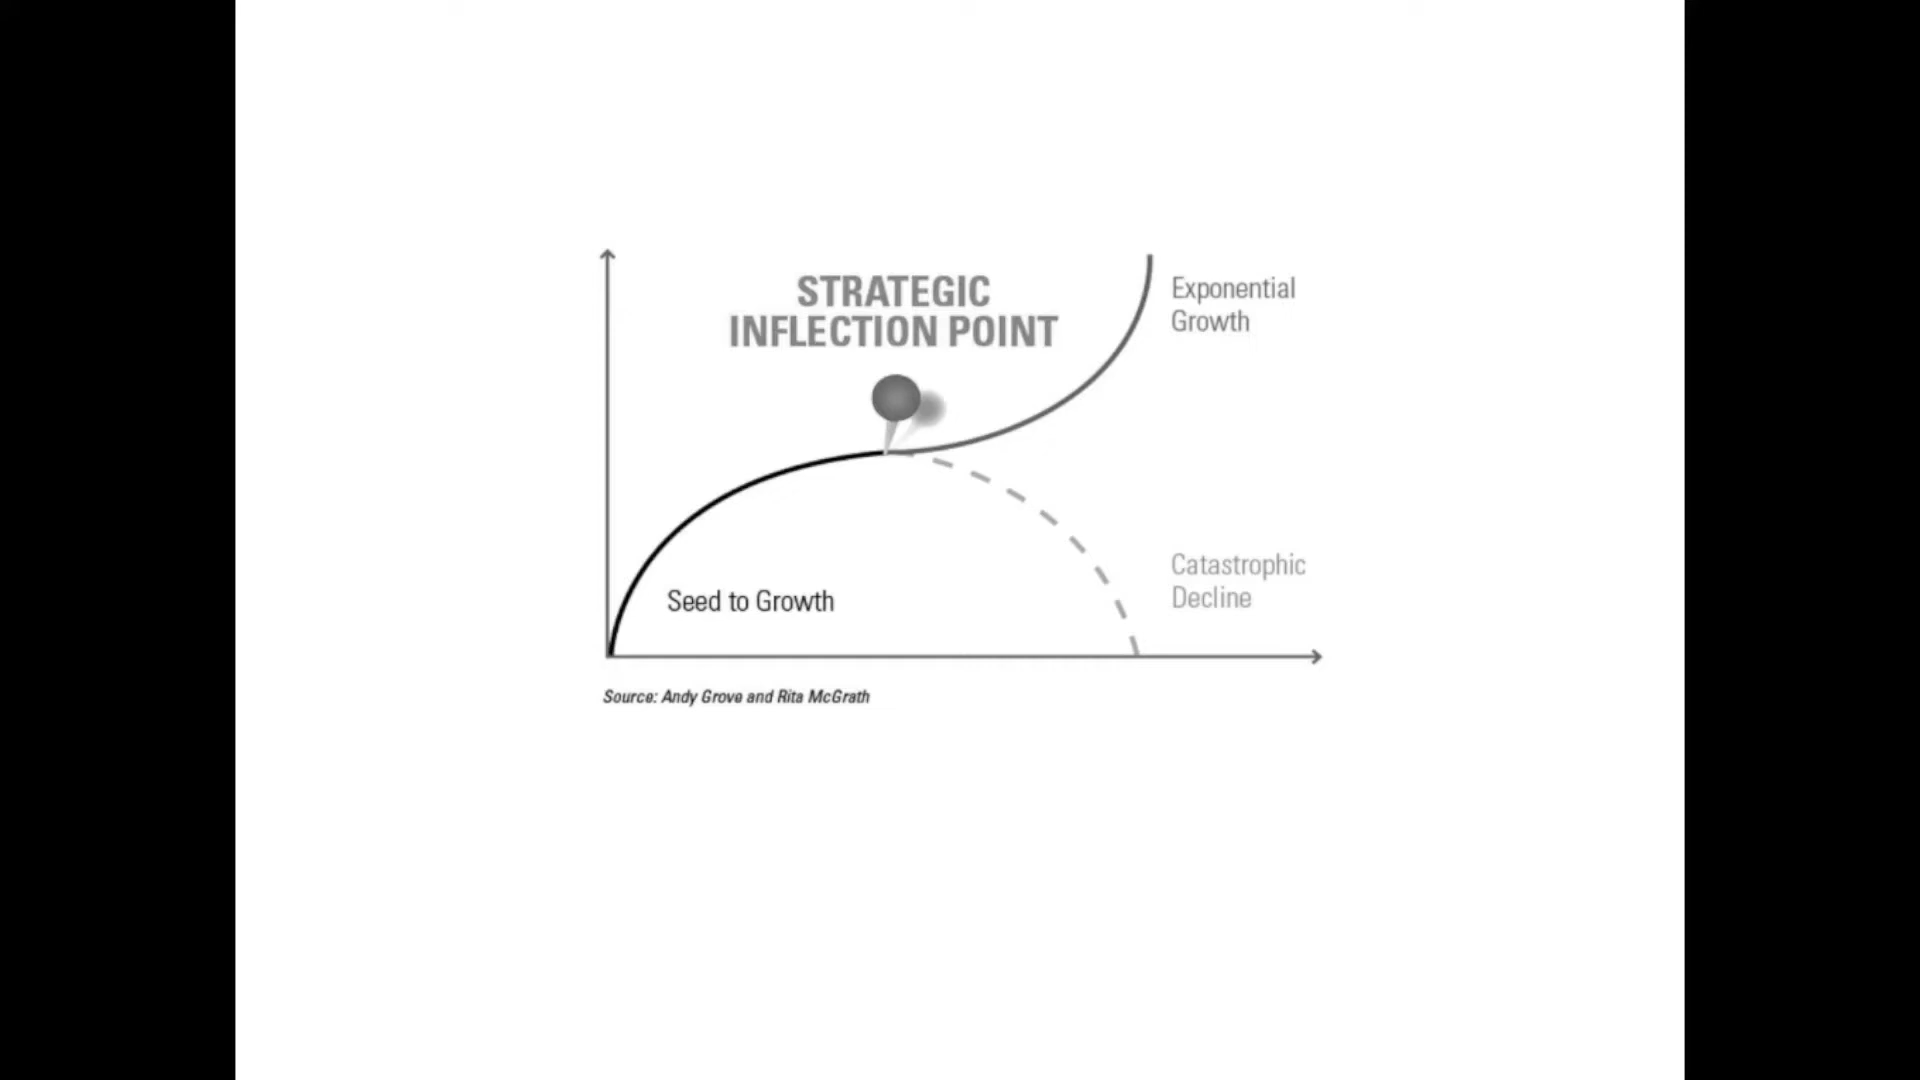 STRATEGIC
INFLECTION POINT
Exponential
Growth
Catastrophic
Decline
Seed to Growth
Source: Andy Grove and Rita McGrath